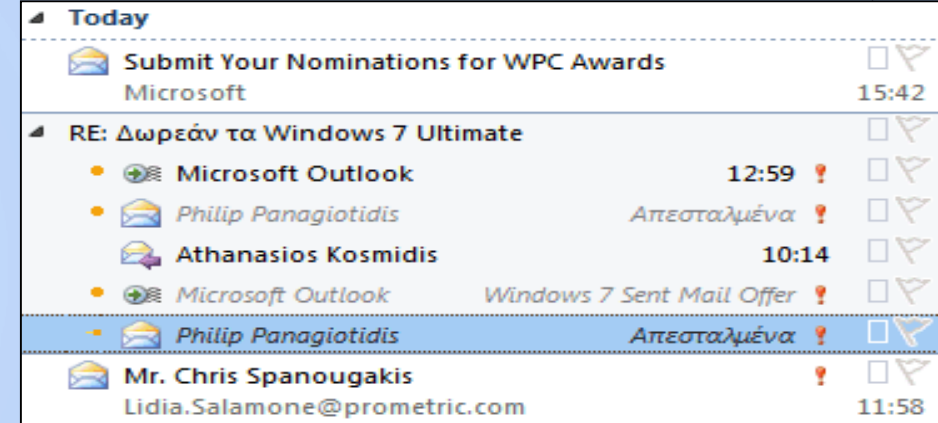 Today
Submit Your Nominations for WPC Awards
Microsoft 15:42
RE: Δωρεάν τα Windows 7 Ultimate
Microsoft Outlook 12:59
Philip Panagiotidis Απεσταλμένα
Athanasios Kosmidis 10:14
Microsoft Outlook Windows 7 Sent Mail Offer
Philip Panagiotidis Απεσταλμένα
Mr. Chris Spanougakis
Lidia.Salamone@prometric.com 11:58